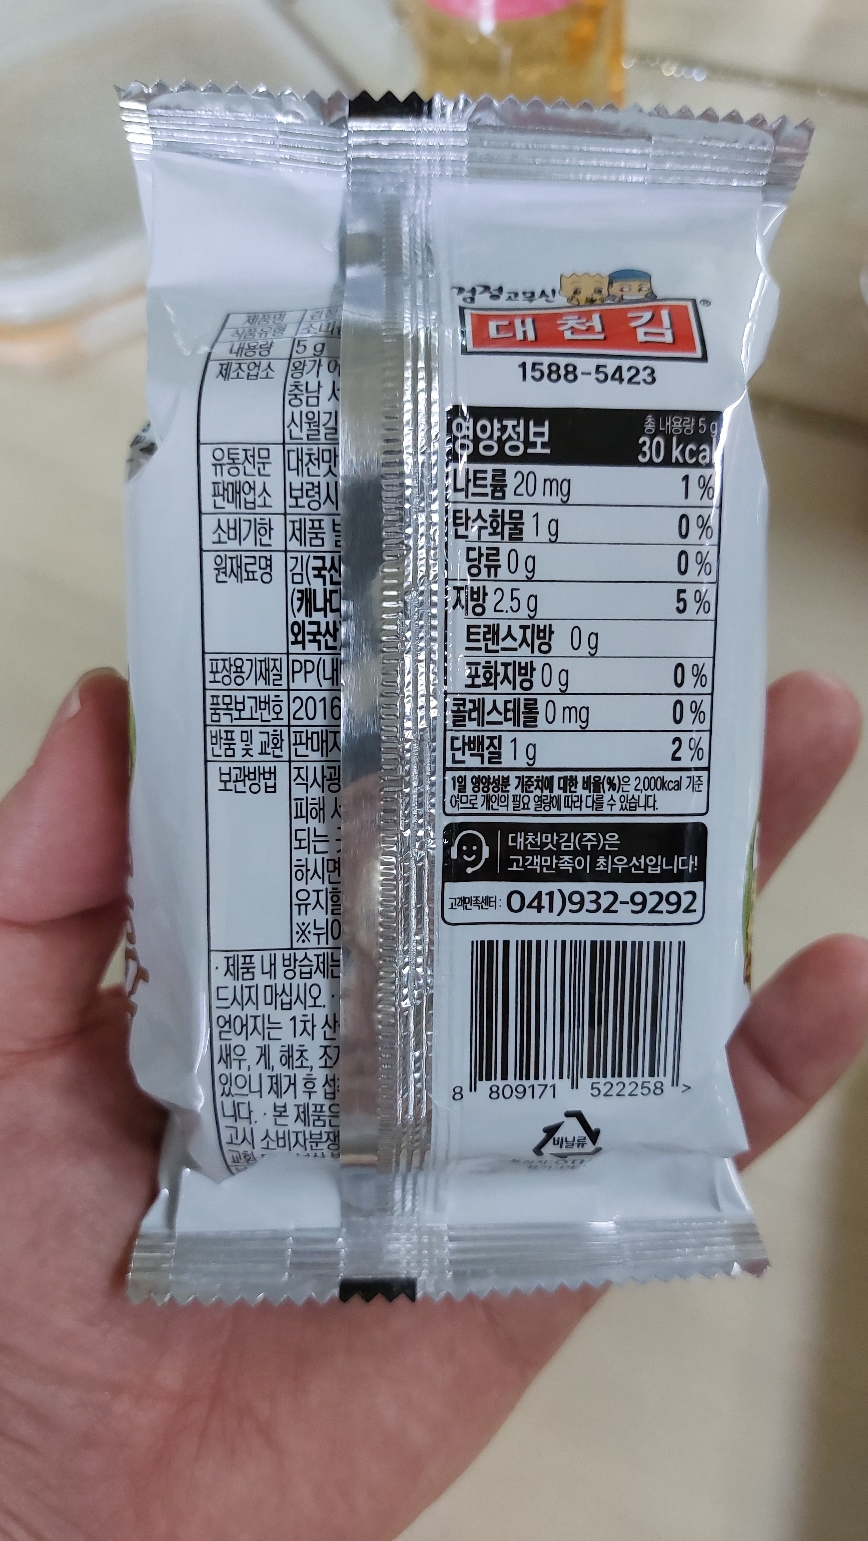 제품명
식품유형
내용량 5 g
제조업소 왕가
충남
신월길
유통전문 대천맛
판매업소 보령시
소비기한 제품
원재료명 김(국산
(캐나다
외국산
포장용기재질 PP(내
품목보고번호 2016
반품 및 교환 판매
보관방법 직사광
피해
되는
하시면
유지
※
· 제품 내 방습제는
드시지 마십시오. ·
얻어지는 1차 산
새우, 게, 해초, 조
있으니 제거 후 섭
니다. · 본 제품은
고시 소비자분쟁
검정고무신
대천김
®
1588-5423
영양정보 총 내용량 5 g
30 kcal
나트륨 20 mg 1 %
탄수화물 1 g 0 %
당류 0 g 0 %
지방 2.5 g 5 %
트랜스지방 0 g
포화지방 0 g 0 %
콜레스테롤 0 mg 0 %
단백질 1 g 2 %
1일 영양성분 기준치에 대한 비율(%)은 2,000kcal 기준
이므로 개인의 필요 열량에 따라 다를 수 있습니다.
대천맛김(주)은
고객만족이 최우선입니다!
고객만족센터: 041)932-9292
8 809171 522258 >
비닐류